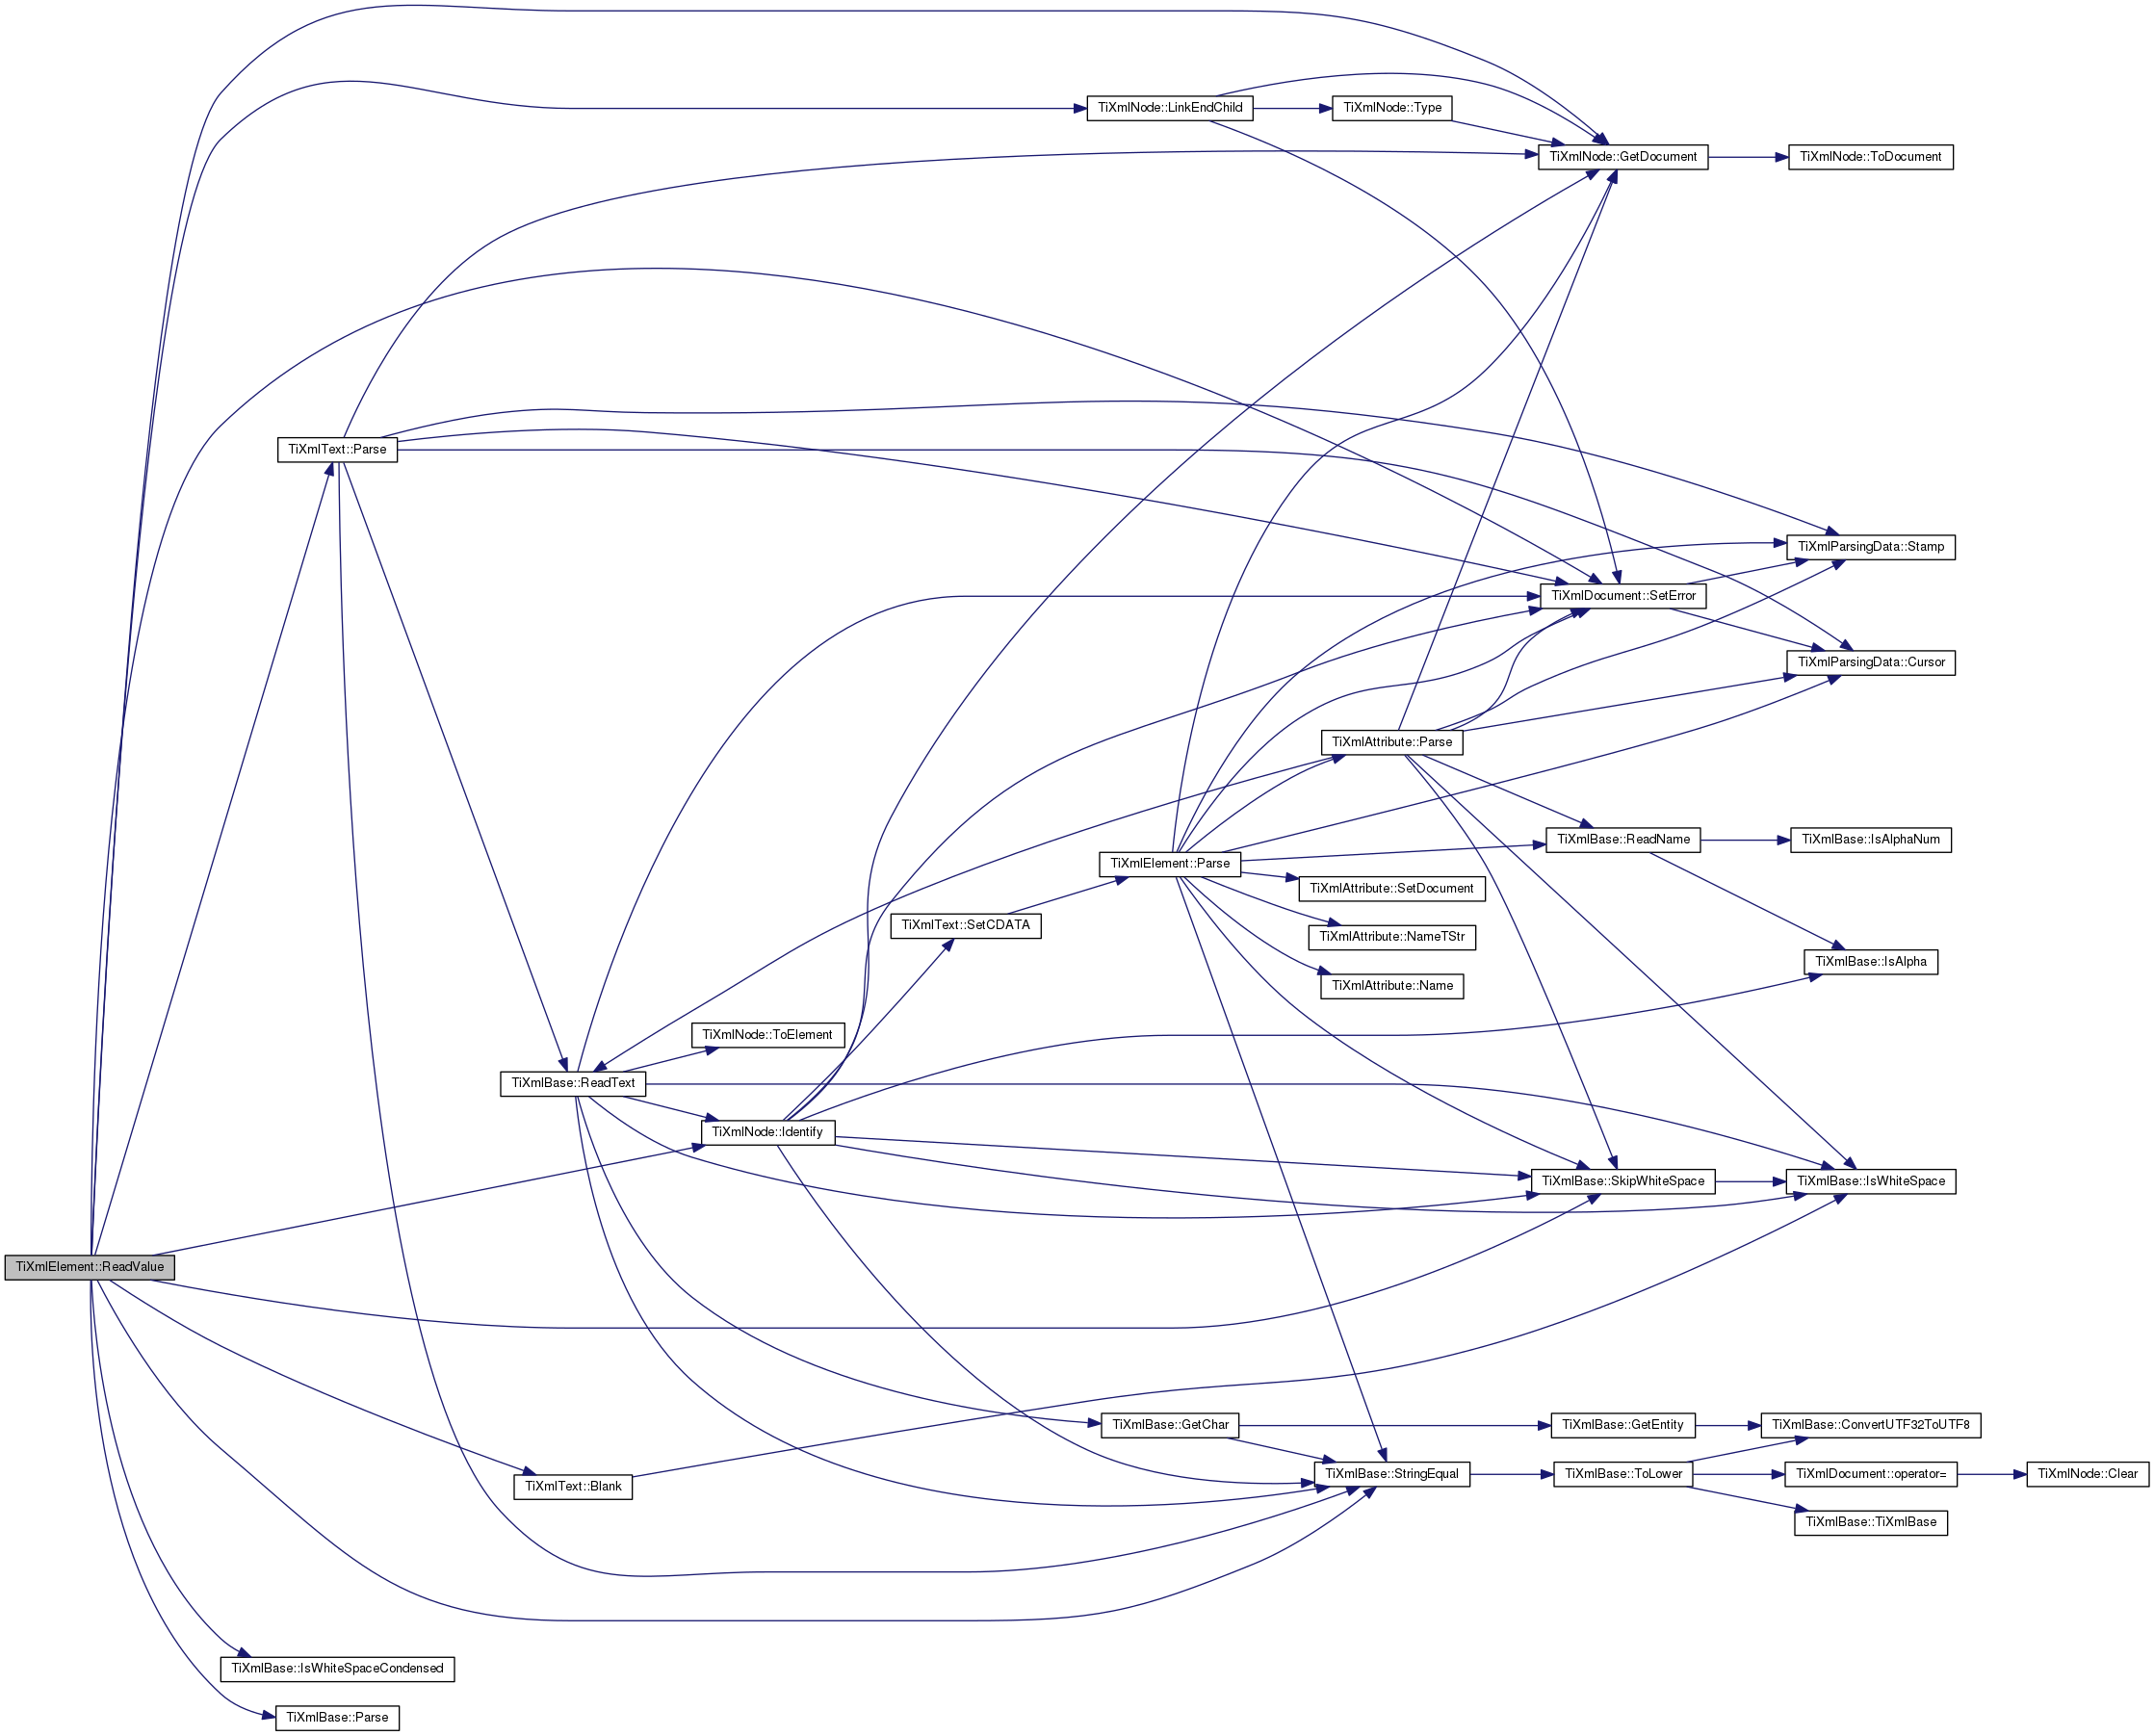 TiXmlNode::LinkEndChild
TiXmlNode::Type
TiXmlNode::GetDocument
TiXmlNode::ToDocument
TiXmlText::Parse
TiXmlParsingData::Stamp
TiXmlDocument::SetError
TiXmlParsingData::Cursor
TiXmlAttribute::Parse
TiXmlBase::ReadName
TiXmlBase::IsAlphaNum
TiXmlElement::Parse
TiXmlAttribute::SetDocument
TiXmlText::SetCDATA
TiXmlAttribute::NameTStr
TiXmlBase::IsAlpha
TiXmlAttribute::Name
TiXmlNode::ToElement
TiXmlBase::ReadText
TiXmlNode::Identify
TiXmlBase::SkipWhiteSpace
TiXmlBase::IsWhiteSpace
TiXmlElement::ReadValue
TiXmlBase::GetChar
TiXmlBase::GetEntity
TiXmlBase::ConvertUTF32ToUTF8
TiXmlText::Blank
TiXmlBase::StringEqual
TiXmlBase::ToLower
TiXmlDocument::operator=
TiXmlNode::Clear
TiXmlBase::TiXmlBase
TiXmlBase::IsWhiteSpaceCondensed
TiXmlBase::Parse